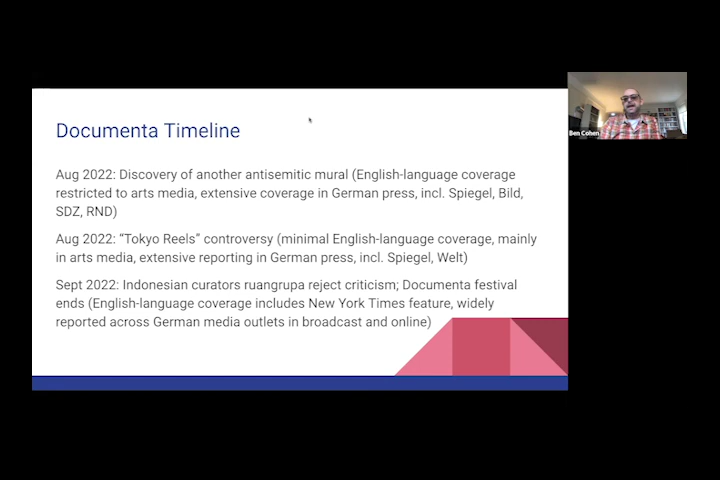 Documenta Timeline
Aug 2022: Discovery of another antisemitic mural (English-language coverage
restricted to arts media, extensive coverage in German press, incl. Spiegel, Bild,
SDZ, RND)
Aug 2022: “Tokyo Reels” controversy (minimal English-language coverage, mainly
in arts media, extensive reporting in German press, incl. Spiegel, Welt)
Sept 2022: Indonesian curators ruangrupa reject criticism; Documenta festival
ends (English-language coverage includes New York Times feature, widely
reported across German media outlets in broadcast and online)
Ben Cohen